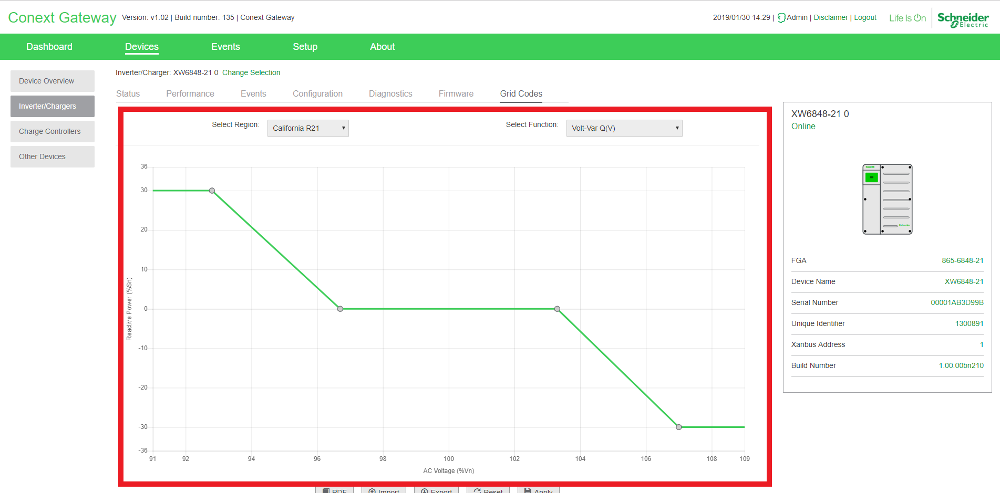 Conext Gateway Version: v1.02 | Build number: 135 | Conext Gateway
2019/01/30 14:29 | Admin | Disclaimer | Logout
Life Is On
Schneider
Electric
Dashboard Devices Events Setup About
Device Overview
Inverter/Chargers
Charge Controllers
Other Devices
Inverter/Charger: XW6848-21 0 Change Selection
Status Performance Events Configuration Diagnostics Firmware Grid Codes
Select Region: California R21 Select Function: Volt-Var Q(V)
36
30
20
10
0
-10
-20
-30
-36
Reactive Power (%Sn)
91 92 94 96 98 100 102 104 106 108 109
AC Voltage (%Vn)
PDF Import Export Reset Apply
XW6848-21 0
Online
Schneider
FGA 865-6848-21
Device Name XW6848-21
Serial Number 00001AB3D99B
Unique Identifier 1300891
Xanbus Address 1
Build Number 1.00.00bn210